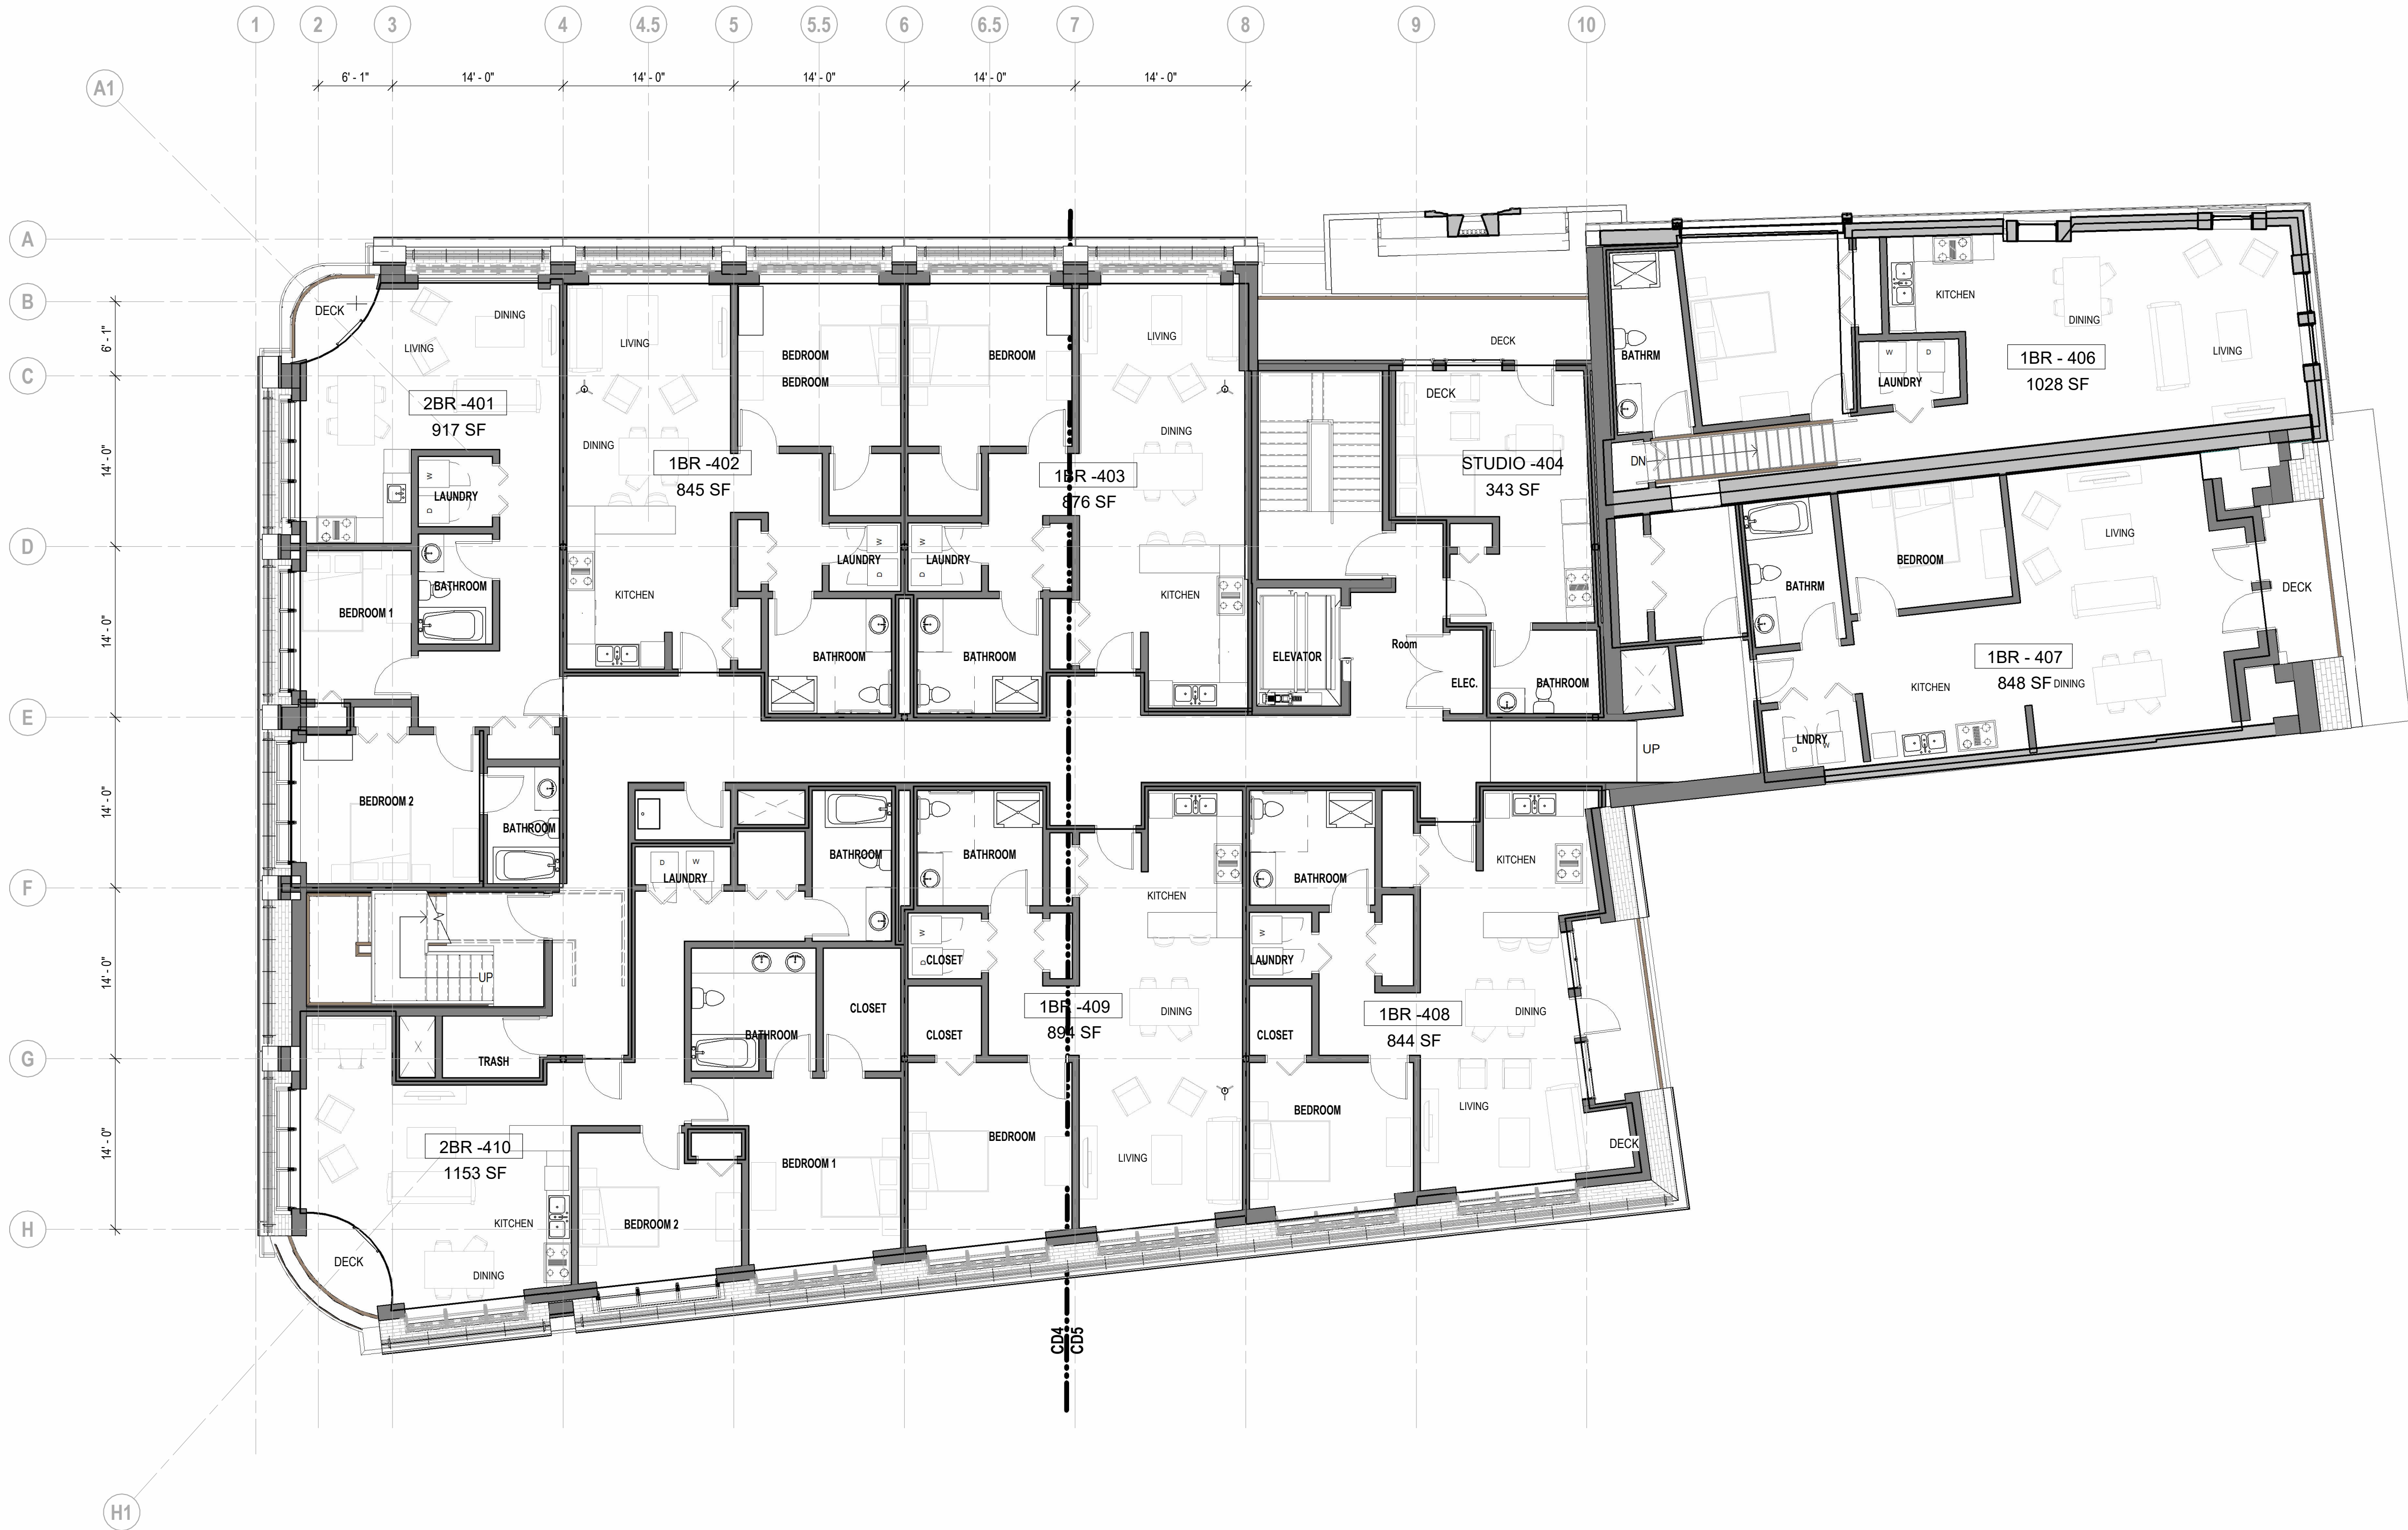 1 2 3 4 4.5 5 5.5 6 6.5 7 8 9 10
6' - 1" 14' - 0" 14' - 0" 14' - 0" 14' - 0" 14' - 0"
A1
A
B
C
D
E
F
G
H
H1
6' - 1"
14' - 0"
14' - 0"
14' - 0"
14' - 0"
14' - 0"
DECK
DINING
LIVING
2BR -401
917 SF
LAUNDRY
W
D
BATHROOM
BEDROOM 1
BEDROOM 2
BATHROOM
LIVING
DINING
1BR -402
845 SF
KITCHEN
BEDROOM
BEDROOM
LAUNDRY
W
D
BATHROOM
BEDROOM
LIVING
DINING
1BR -403
876 SF
LAUNDRY
W
D
KITCHEN
BATHROOM
DECK
DECK
STUDIO -404
343 SF
ELEVATOR
Room
ELEC.
BATHROOM
BATHRM
KITCHEN
DINING
LIVING
1BR - 406
1028 SF
W D
LAUNDRY
DN
BATHRM
BEDROOM
LIVING
DECK
1BR - 407
848 SF
DINING
KITCHEN
LNDRY
D W
UP
D W
LAUNDRY
BATHROOM
BATHROOM
KITCHEN
W
D
CLOSET
CLOSET
1BR -409
894 SF
DINING
BEDROOM
LIVING
BATHROOM
KITCHEN
W
LAUNDRY
CLOSET
1BR -408
844 SF
DINING
BEDROOM
LIVING
DECK
UP
TRASH
BATHROOM
CLOSET
2BR -410
1153 SF
BEDROOM 1
BEDROOM 2
KITCHEN
DINING
DECK
CD4
CD5